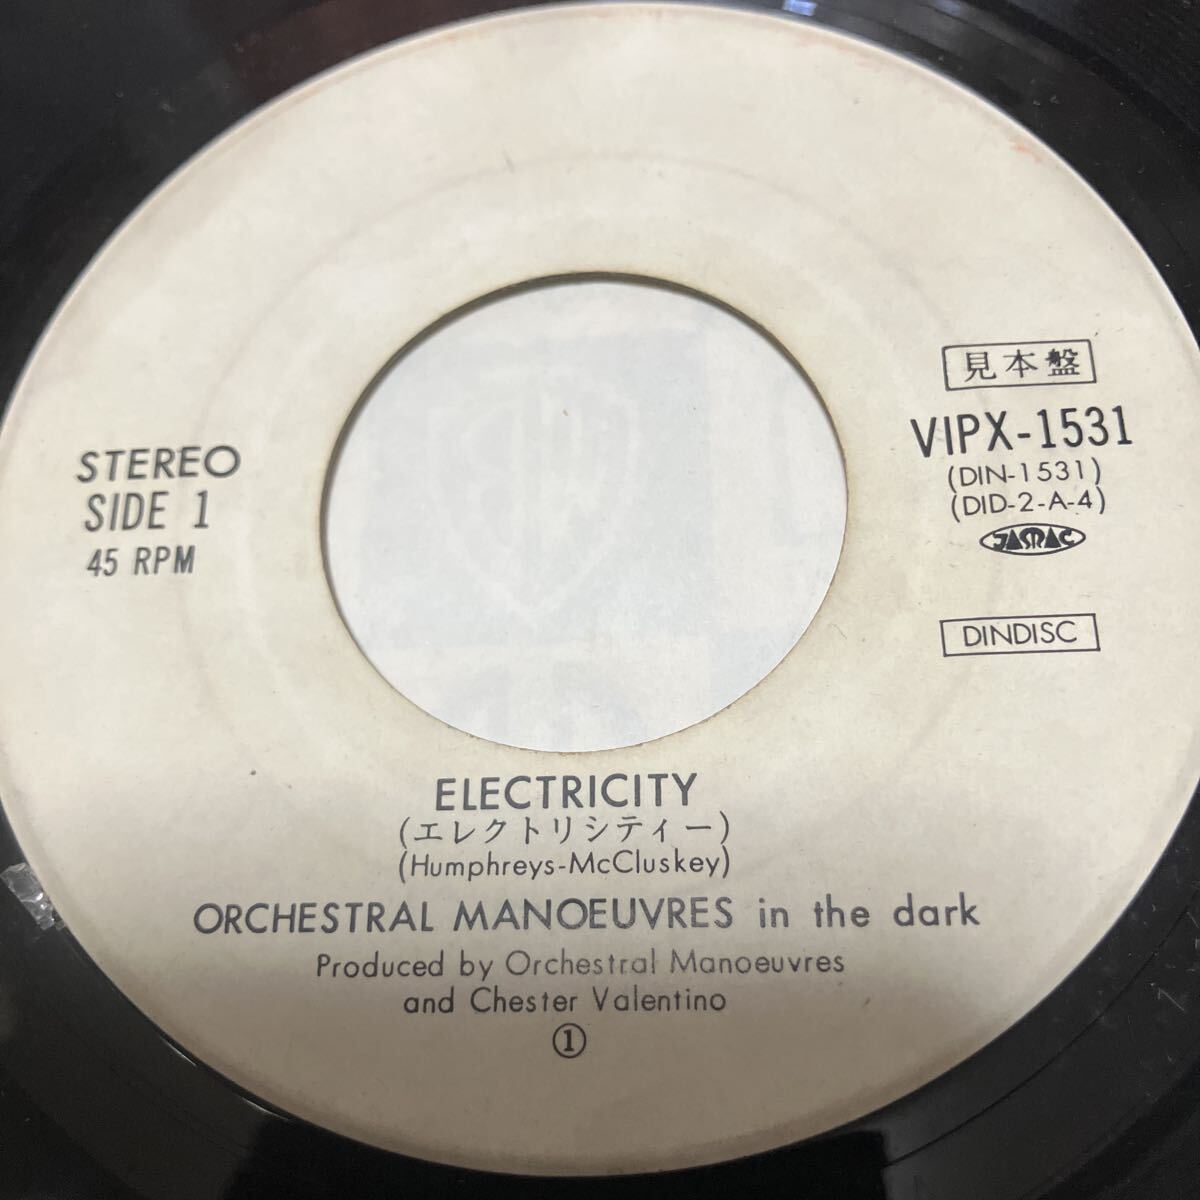 STEREO
SIDE 1
45 RPM
見本盤
VIPX-1531
(DIN-1531)
(DID-2-A-4)
JASRAC
DINDISC
ELECTRICITY
(エレクトリシティー)
(Humphreys-McCluskey)
ORCHESTRAL MANOEUVRES in the dark
Produced by Orchestral Manoeuvres
and Chester Valentino
①